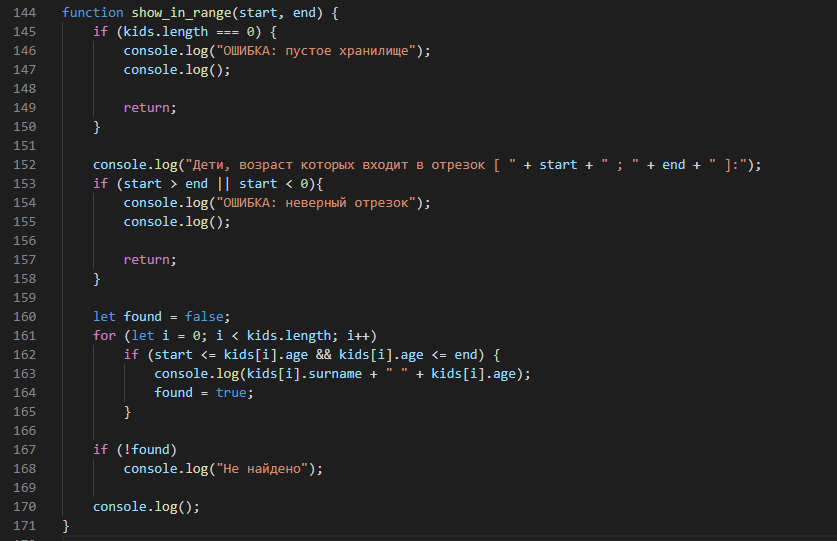 144 function show_in_range(start, end) {
145     if (kids.length === 0) {
146         console.log("ОШИБКА: пустое хранилище");
147         console.log();
148
149         return;
150     }
151
152     console.log("Дети, возраст которых входит в отрезок [ " + start + " ; " + end + " ]:");
153     if (start > end || start < 0){
154         console.log("ОШИБКА: неверный отрезок");
155         console.log();
156
157         return;
158     }
159
160     let found = false;
161     for (let i = 0; i < kids.length; i++)
162         if (start <= kids[i].age && kids[i].age <= end) {
163             console.log(kids[i].surname + " " + kids[i].age);
164             found = true;
165         }
166
167     if (!found)
168         console.log("Не найдено");
169
170     console.log();
171 }